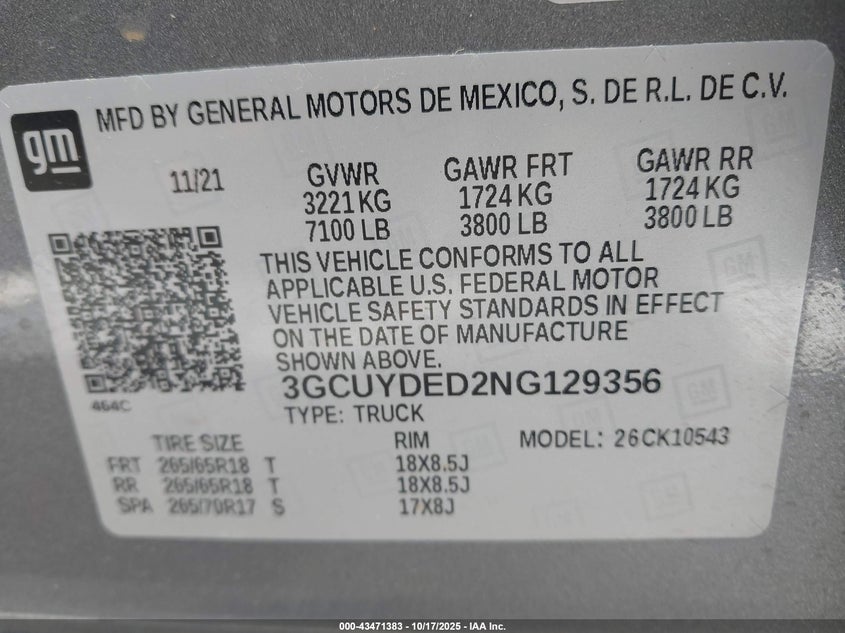 gm
MFD BY GENERAL MOTORS DE MEXICO, S. DE R.L. DE C.V.
11/21 GVWR GAWR FRT GAWR RR
3221 KG 1724 KG 1724 KG
7100 LB 3800 LB 3800 LB
THIS VEHICLE CONFORMS TO ALL
APPLICABLE U.S. FEDERAL MOTOR
VEHICLE SAFETY STANDARDS IN EFFECT
ON THE DATE OF MANUFACTURE
SHOWN ABOVE.
3GCUYDED2NG129356
464C
TYPE: TRUCK
TIRE SIZE RIM MODEL: 26CK10543
FRT 265/65R18 T 18X8.5J
RR 265/65R18 T 18X8.5J
SPA 265/70R17 S 17X8J
000-43471383 - 10/17/2025 - IAA Inc.